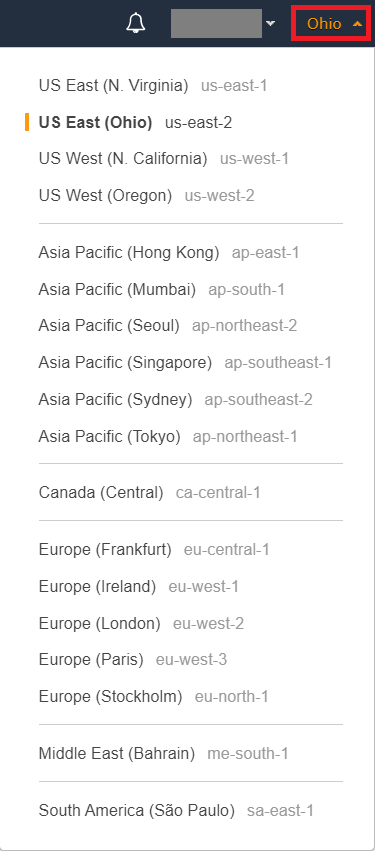 Ohio
US East (N. Virginia) us-east-1
US East (Ohio) us-east-2
US West (N. California) us-west-1
US West (Oregon) us-west-2
Asia Pacific (Hong Kong) ap-east-1
Asia Pacific (Mumbai) ap-south-1
Asia Pacific (Seoul) ap-northeast-2
Asia Pacific (Singapore) ap-southeast-1
Asia Pacific (Sydney) ap-southeast-2
Asia Pacific (Tokyo) ap-northeast-1
Canada (Central) ca-central-1
Europe (Frankfurt) eu-central-1
Europe (Ireland) eu-west-1
Europe (London) eu-west-2
Europe (Paris) eu-west-3
Europe (Stockholm) eu-north-1
Middle East (Bahrain) me-south-1
South America (São Paulo) sa-east-1